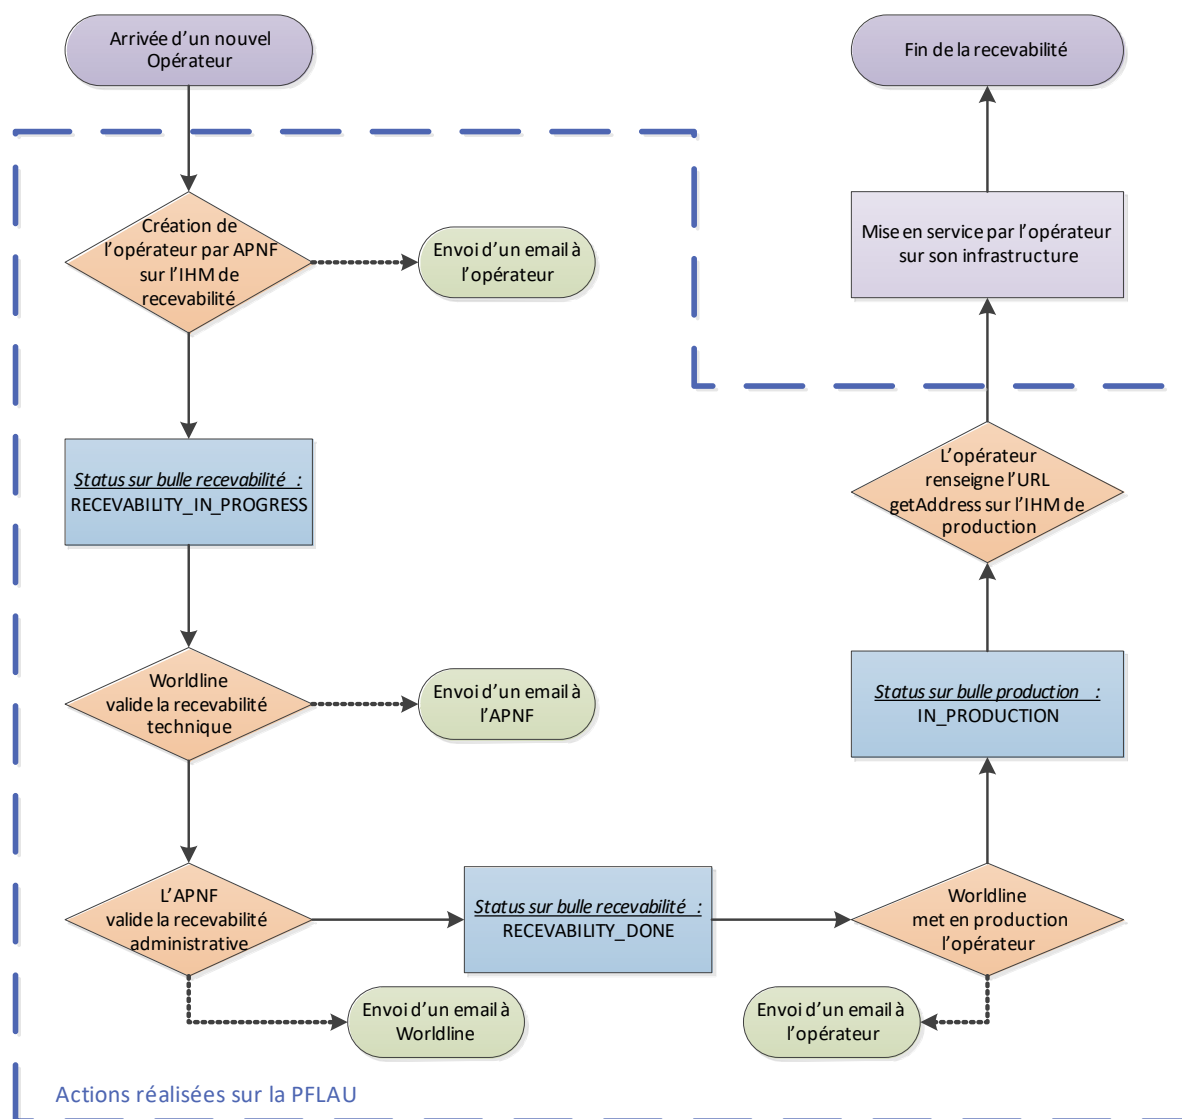 Arrivée d'un nouvel
Opérateur
Fin de la recevabilité
Création de
l'opérateur par APNF
sur l'IHM de
recevabilité
Envoi d'un email à
l'opérateur
Mise en service par l'opérateur
sur son infrastructure
Status sur bulle recevabilité :
RECEVABILITY_IN_PROGRESS
L'opérateur
renseigne l'URL
getAddress sur l'IHM de
production
Worldline
valide la recevabilité
technique
Envoi d'un email à
l'APNF
Status sur bulle production :
IN_PRODUCTION
L'APNF
valide la recevabilité
administrative
Status sur bulle recevabilité :
RECEVABILITY_DONE
Worldline
met en production
l'opérateur
Envoi d'un email à
Worldline
Envoi d'un email à
l'opérateur
Actions réalisées sur la PFLAU